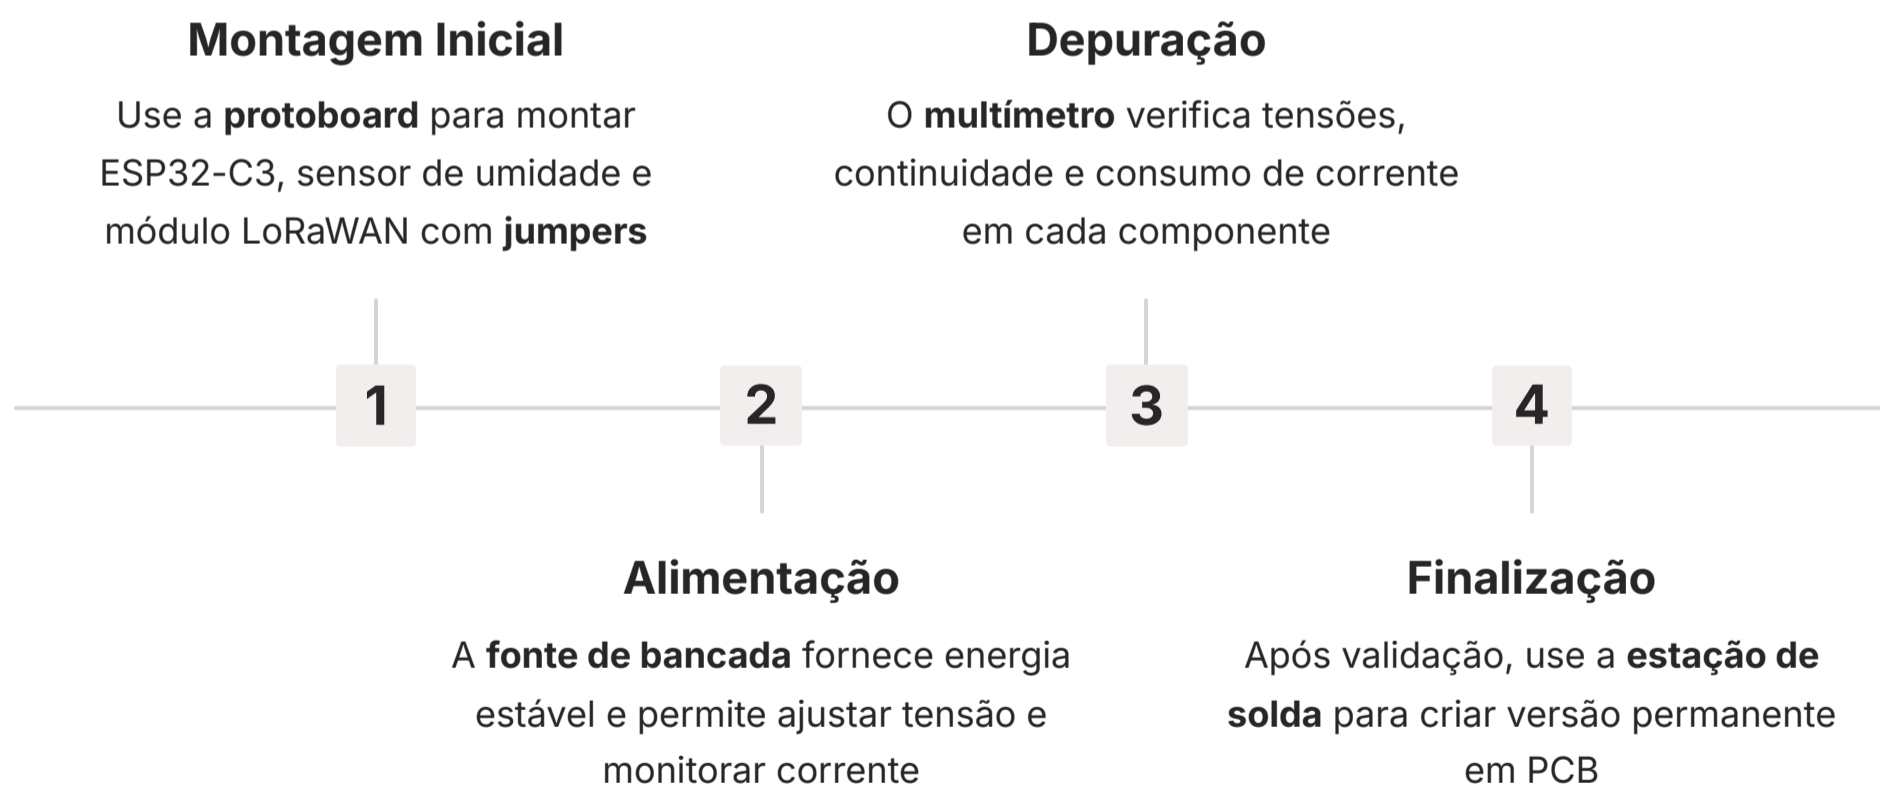 Montagem Inicial
Use a protoboard para montar
ESP32-C3, sensor de umidade e
módulo LoRaWAN com jumpers
Depuração
O multímetro verifica tensões,
continuidade e consumo de corrente
em cada componente
1
2
3
4
Alimentação
A fonte de bancada fornece energia
estável e permite ajustar tensão e
monitorar corrente
Finalização
Após validação, use a estação de
solda para criar versão permanente
em PCB